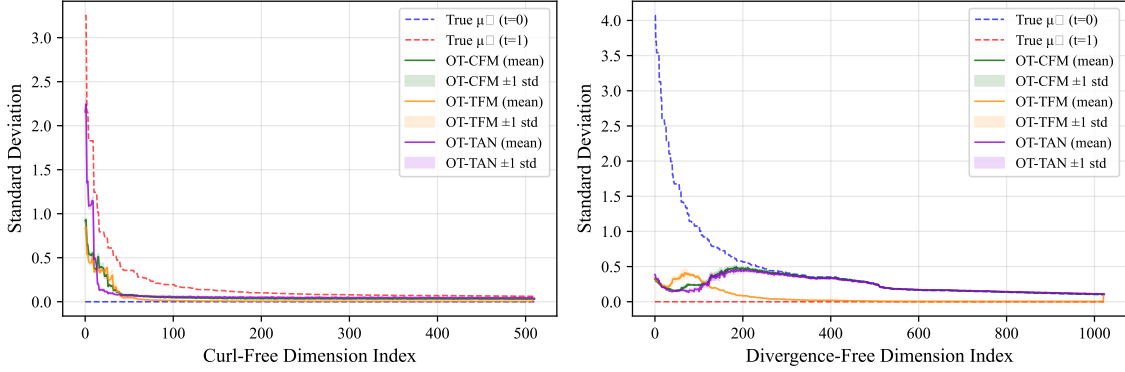 3.0
2.5
2.0
1.5
1.0
0.5
0.0
Standard Deviation
0
100
200
300
400
500
Curl-Free Dimension Index
True µ□ (t=0)
True µ□ (t=1)
OT-CFM (mean)
OT-CFM ±1 std
OT-TFM (mean)
OT-TFM ±1 std
OT-TAN (mean)
OT-TAN ±1 std
4.0
3.5
3.0
2.5
2.0
1.5
1.0
0.5
0.0
Standard Deviation
0
200
400
600
800
1000
Divergence-Free Dimension Index
True µ□ (t=0)
True µ□ (t=1)
OT-CFM (mean)
OT-CFM ±1 std
OT-TFM (mean)
OT-TFM ±1 std
OT-TAN (mean)
OT-TAN ±1 std